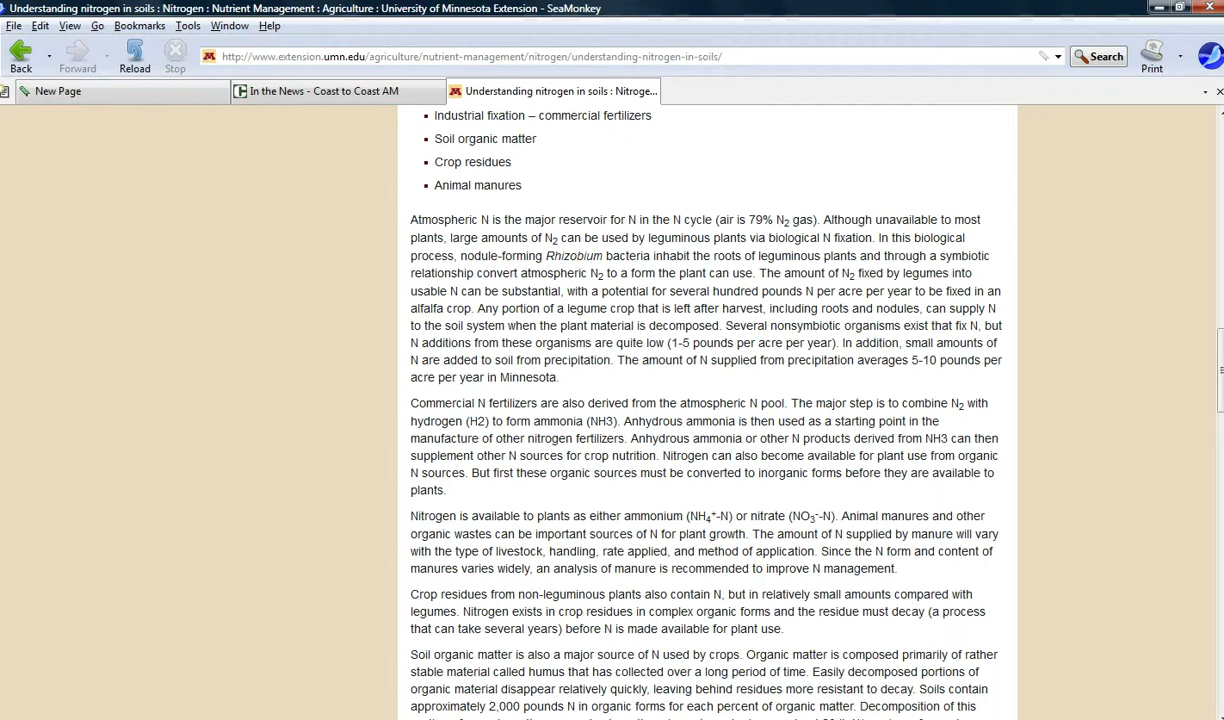 Understanding nitrogen in soils : Nitrogen : Nutrient Management : Agriculture : University of Minnesota Extension - SeaMonkey
File Edit View Go Bookmarks Tools Window Help
http://www.extension.umn.edu/agriculture/nutrient-management/nitrogen/understanding-nitrogen-in-soils/
Search
Back Forward Reload Stop Print
New Page In the News - Coast to Coast AM Understanding nitrogen in soils : Nitroge...
▪ Industrial fixation – commercial fertilizers
▪ Soil organic matter
▪ Crop residues
▪ Animal manures
Atmospheric N is the major reservoir for N in the N cycle (air is 79% N₂ gas). Although unavailable to most
plants, large amounts of N₂ can be used by leguminous plants via biological N fixation. In this biological
process, nodule-forming Rhizobium bacteria inhabit the roots of leguminous plants and through a symbiotic
relationship convert atmospheric N₂ to a form the plant can use. The amount of N₂ fixed by legumes into
usable N can be substantial, with a potential for several hundred pounds N per acre per year to be fixed in an
alfalfa crop. Any portion of a legume crop that is left after harvest, including roots and nodules, can supply N
to the soil system when the plant material is decomposed. Several nonsymbiotic organisms exist that fix N, but
N additions from these organisms are quite low (1-5 pounds per acre per year). In addition, small amounts of
N are added to soil from precipitation. The amount of N supplied from precipitation averages 5-10 pounds per
acre per year in Minnesota.
Commercial N fertilizers are also derived from the atmospheric N pool. The major step is to combine N₂ with
hydrogen (H2) to form ammonia (NH3). Anhydrous ammonia is then used as a starting point in the
manufacture of other nitrogen fertilizers. Anhydrous ammonia or other N products derived from NH3 can then
supplement other N sources for crop nutrition. Nitrogen can also become available for plant use from organic
N sources. But first these organic sources must be converted to inorganic forms before they are available to
plants.
Nitrogen is available to plants as either ammonium (NH₄⁺-N) or nitrate (NO₃⁻-N). Animal manures and other
organic wastes can be important sources of N for plant growth. The amount of N supplied by manure will vary
with the type of livestock, handling, rate applied, and method of application. Since the N form and content of
manures varies widely, an analysis of manure is recommended to improve N management.
Crop residues from non-leguminous plants also contain N, but in relatively small amounts compared with
legumes. Nitrogen exists in crop residues in complex organic forms and the residue must decay (a process
that can take several years) before N is made available for plant use.
Soil organic matter is also a major source of N used by crops. Organic matter is composed primarily of rather
stable material called humus that has collected over a long period of time. Easily decomposed portions of
organic material disappear relatively quickly, leaving behind residues more resistant to decay. Soils contain
approximately 2,000 pounds N in organic forms for each percent of organic matter. Decomposition of this